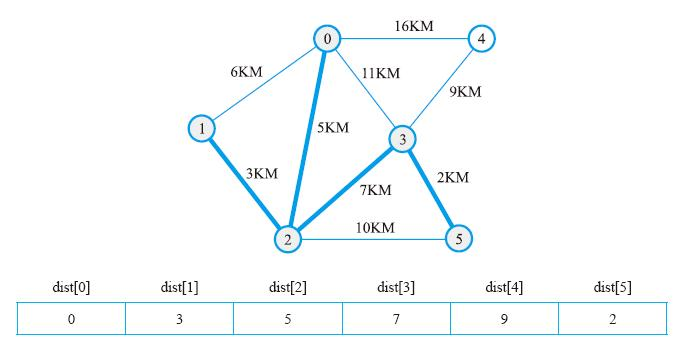 16KM
0
4
6KM
11KM
9KM
1
5KM
3
3KM
7KM
2KM
10KM
2
5
dist[0] dist[1] dist[2] dist[3] dist[4] dist[5]
0 3 5 7 9 2